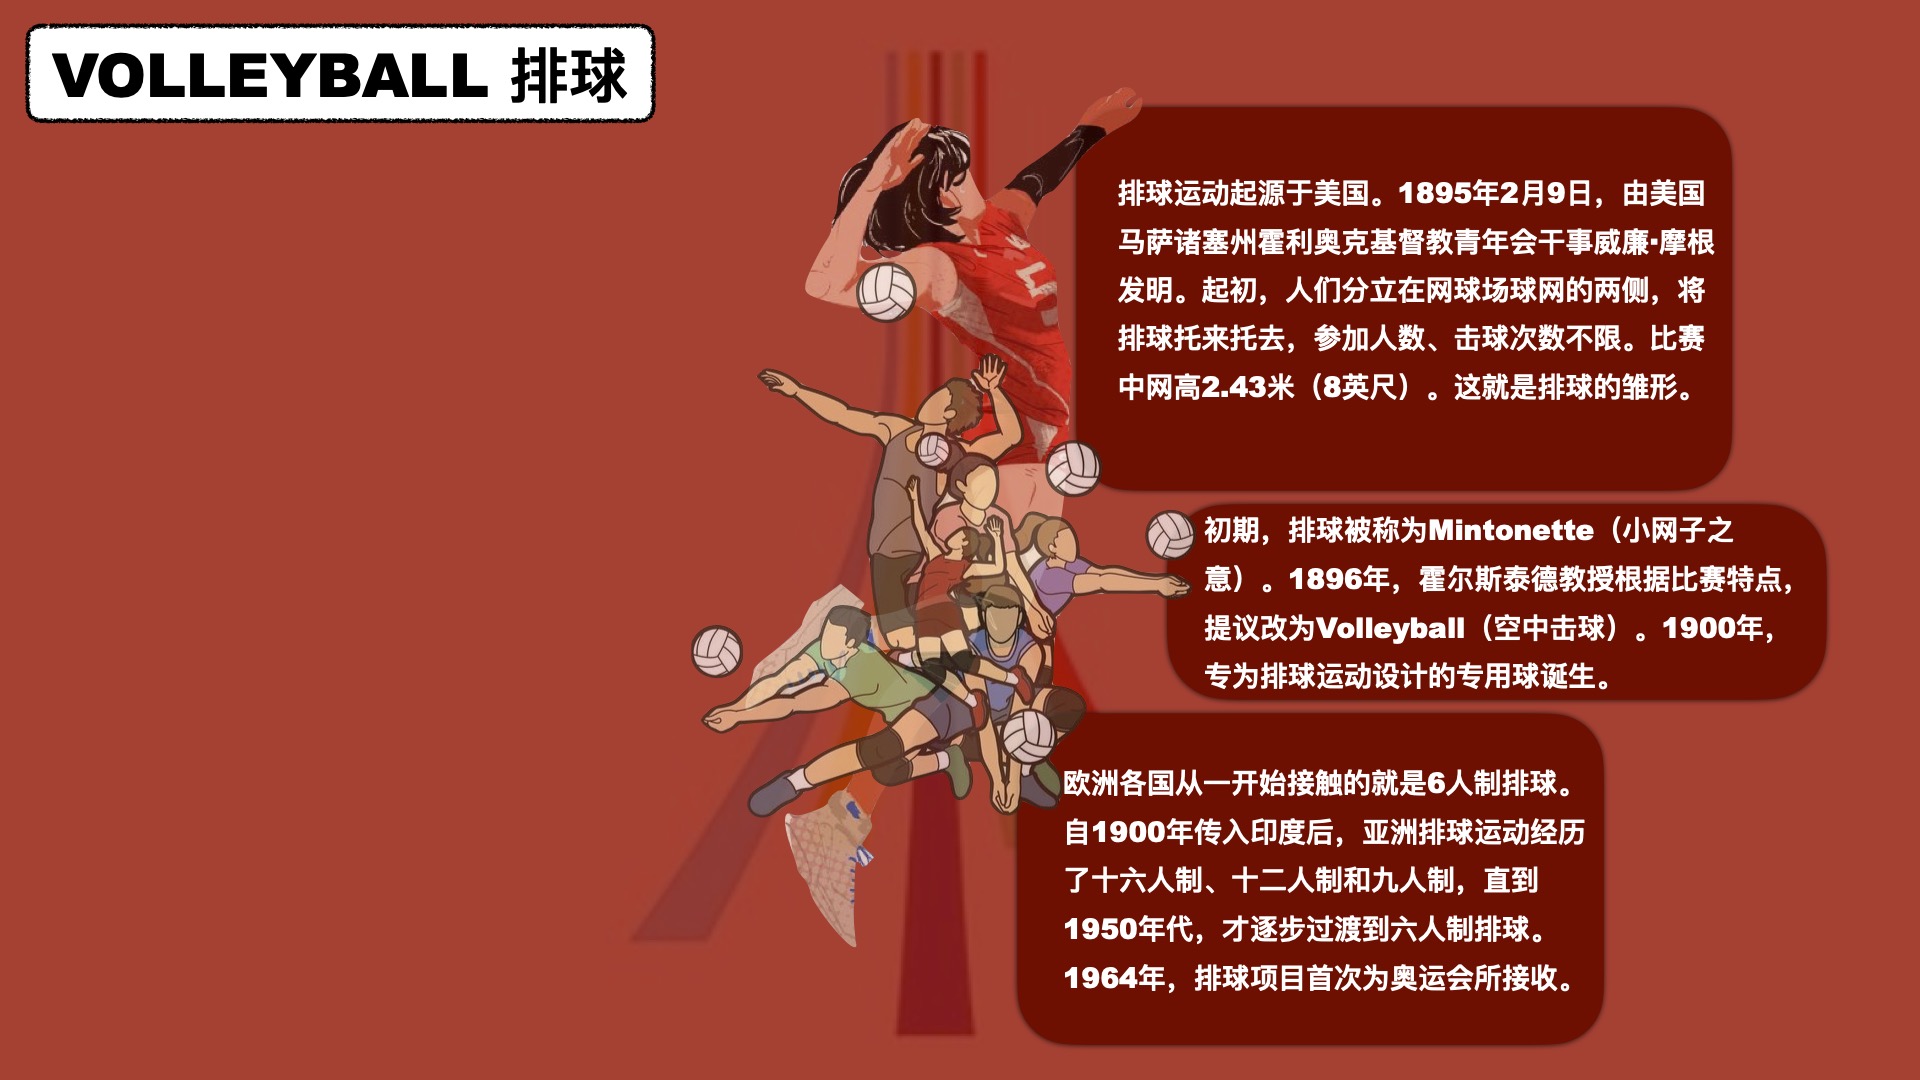 VOLLEYBALL 排球
排球运动起源于美国。1895年2月9日，由美国
马萨诸塞州霍利奥克基督教青年会干事威廉·摩根
发明。起初，人们分立在网球场球网的两侧，将
排球托来托去，参加人数、击球次数不限。比赛
中网高2.43米（8英尺）。这就是排球的雏形。
初期，排球被称为Mintonette（小网子之
意）。1896年，霍尔斯泰德教授根据比赛特点，
提议改为Volleyball（空中击球）。1900年，
专为排球运动设计的专用球诞生。
欧洲各国从一开始接触的就是6人制排球。
自1900年传入印度后，亚洲排球运动经历
了十六人制、十二人制和九人制，直到
1950年代，才逐步过渡到六人制排球。
1964年，排球项目首次为奥运会所接收。